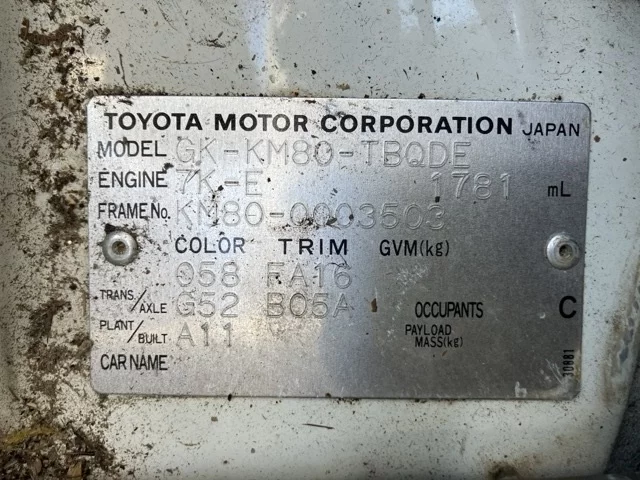 TOYOTA MOTOR CORPORATION JAPAN
MODEL GK-KM80-TBQDE
ENGINE 7K-E 1781 mL
FRAME No. KM80-0003503
COLOR TRIM GVM(kg)
058 FA16
TRANS./AXLE G52 B05A OCCUPANTS C
PLANT/BUILT A11 PAYLOAD MASS(kg)
CAR NAME
10881